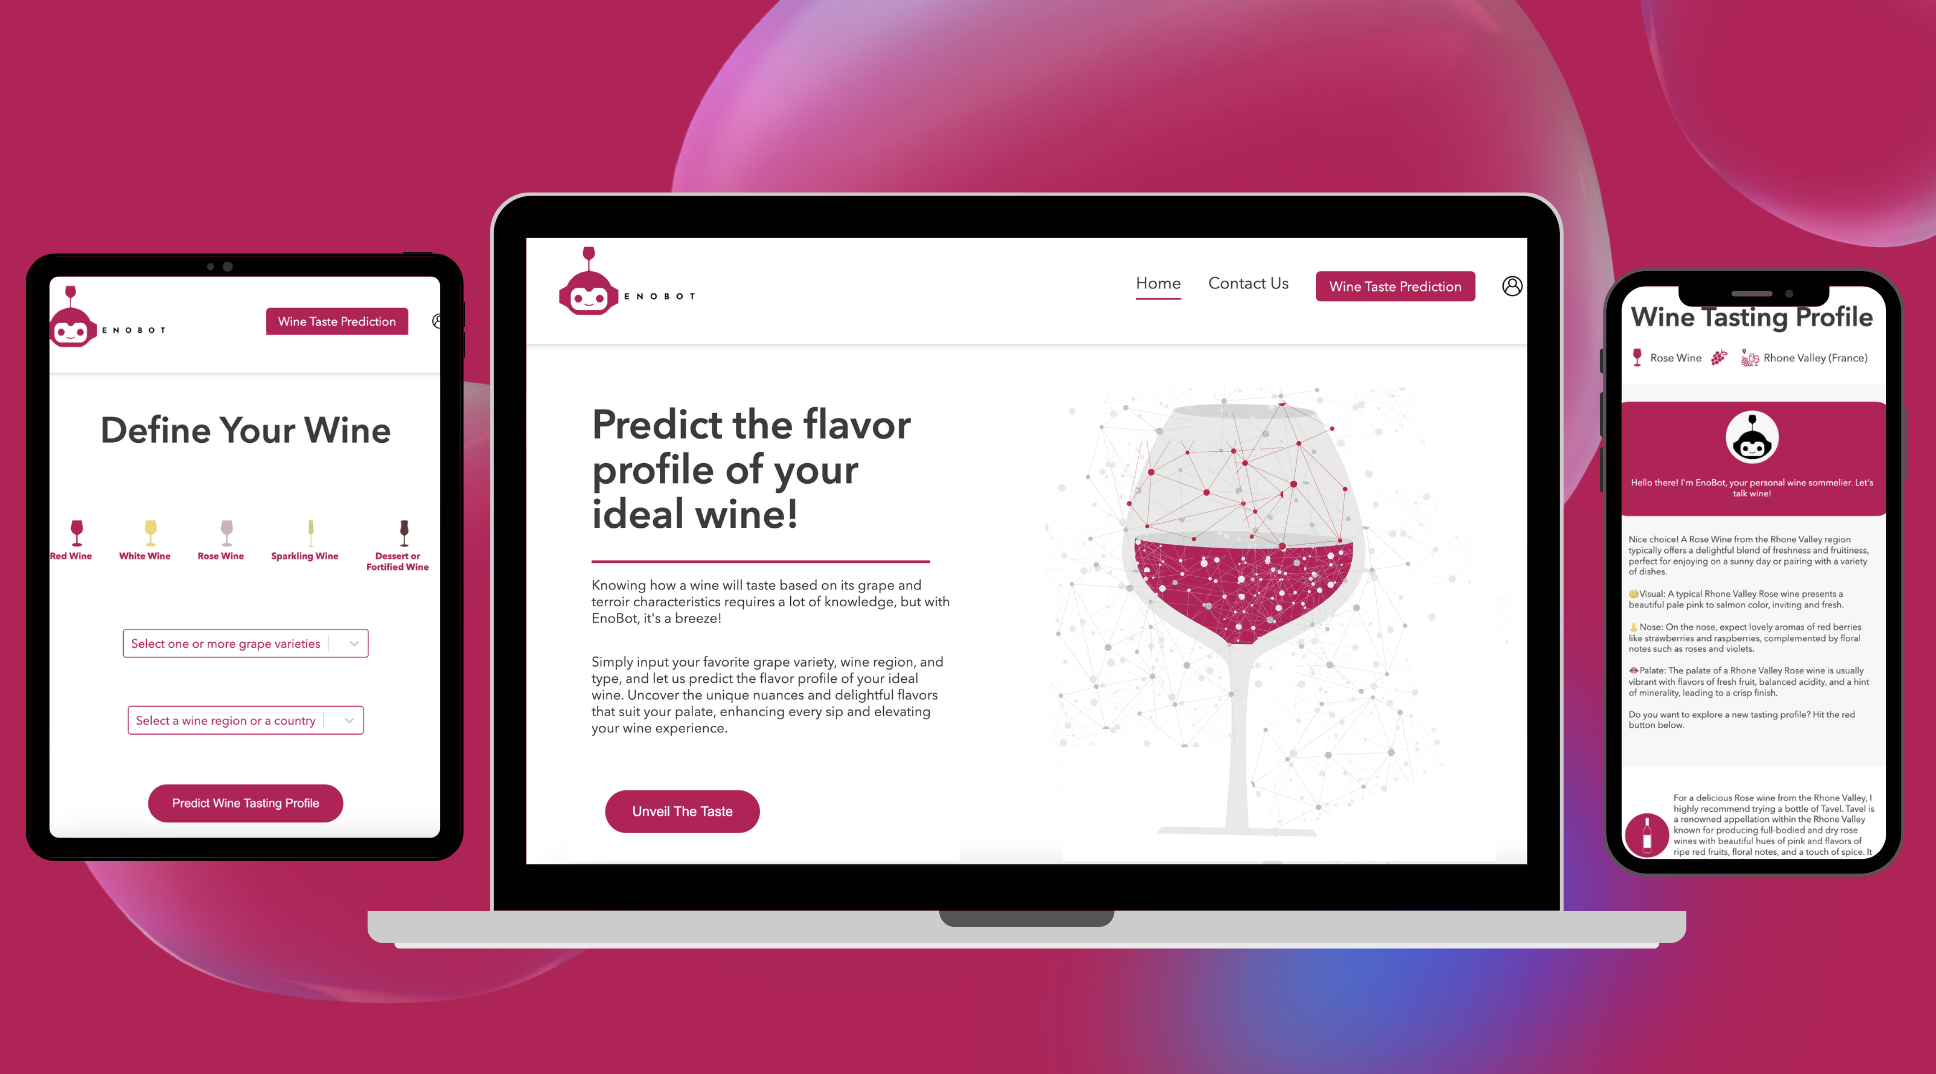 ENOBOT
Wine Taste Prediction
Define Your Wine
Red Wine
White Wine
Rose Wine
Sparkling Wine
Dessert or
Fortified Wine
Select one or more grape varieties
Select a wine region or a country
Predict Wine Tasting Profile
ENOBOT
Home
Contact Us
Wine Taste Prediction
Predict the flavor
profile of your
ideal wine!
Knowing how a wine will taste based on its grape and
terroir characteristics requires a lot of knowledge, but with
EnoBot, it's a breeze!
Simply input your favorite grape variety, wine region, and
type, and let us predict the flavor profile of your ideal
wine. Uncover the unique nuances and delightful flavors
that suit your palate, enhancing every sip and elevating
your wine experience.
Unveil The Taste
Wine Tasting Profile
Rose Wine
Rhone Valley (France)
Hello there! I'm EnoBot, your personal wine sommelier. Let's
talk wine!
Nice choice! A Rose Wine from the Rhone Valley region
typically offers a delightful blend of freshness and fruitiness,
perfect for enjoying on a sunny day or pairing with a variety
of dishes.
Visual: A typical Rhone Valley Rose wine presents a
beautiful pale pink to salmon color, inviting and fresh.
Nose: On the nose, expect lovely aromas of red berries
like strawberries and raspberries, complemented by floral
notes such as roses and violets.
Palate: The palate of a Rhone Valley Rose wine is usually
vibrant with flavors of fresh fruit, balanced acidity, and a hint
of minerality, leading to a crisp finish.
Do you want to explore a new tasting profile? Hit the red
button below.
For a delicious Rose wine from the Rhone Valley, I
highly recommend trying a bottle of Tavel. Tavel is
a renowned appellation within the Rhone Valley
known for producing full-bodied and dry rose
wines with beautiful hues of pink and flavors of
ripe red fruits, floral notes, and a touch of spice. It